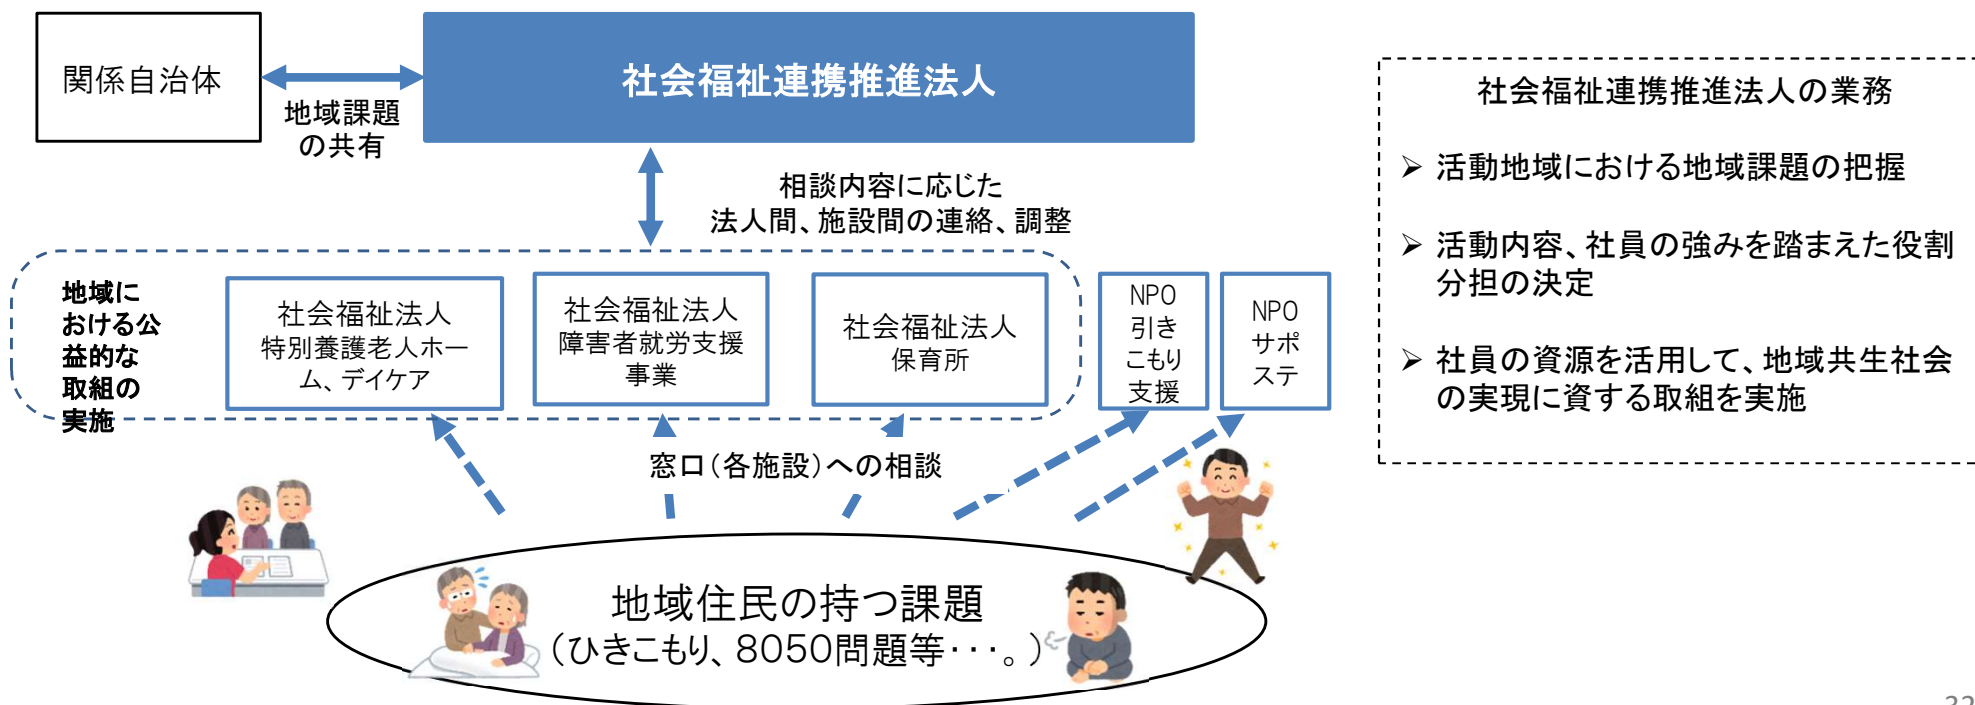 関係自治体
社会福祉連携推進法人
地域課題
の共有
相談内容に応じた
法人間、施設間の連絡、調整
地域に
おける公
益的な
取組の
実施
社会福祉法人
特別養護老人ホー
ム、デイケア
社会福祉法人
障害者就労支援
事業
社会福祉法人
保育所
NPO
引き
こもり
支援
NPO
サポ
ステ
窓口(各施設)への相談
地域住民の持つ課題
(ひきこもり、8050問題等・・・。)
社会福祉連携推進法人の業務
➢ 活動地域における地域課題の把握
➢ 活動内容、社員の強みを踏まえた役割
分担の決定
➢ 社員の資源を活用して、地域共生社会
の実現に資する取組を実施